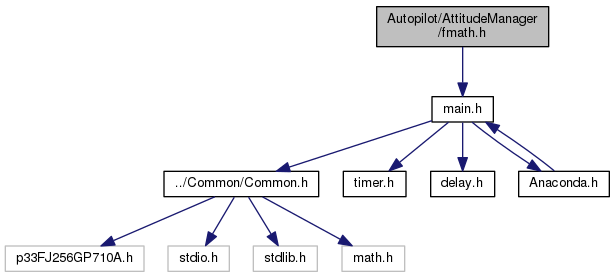 Autopilot/AttitudeManager
/fmath.h
main.h
../Common/Common.h
timer.h
delay.h
Anaconda.h
p33FJ256GP710A.h
stdio.h
stdlib.h
math.h